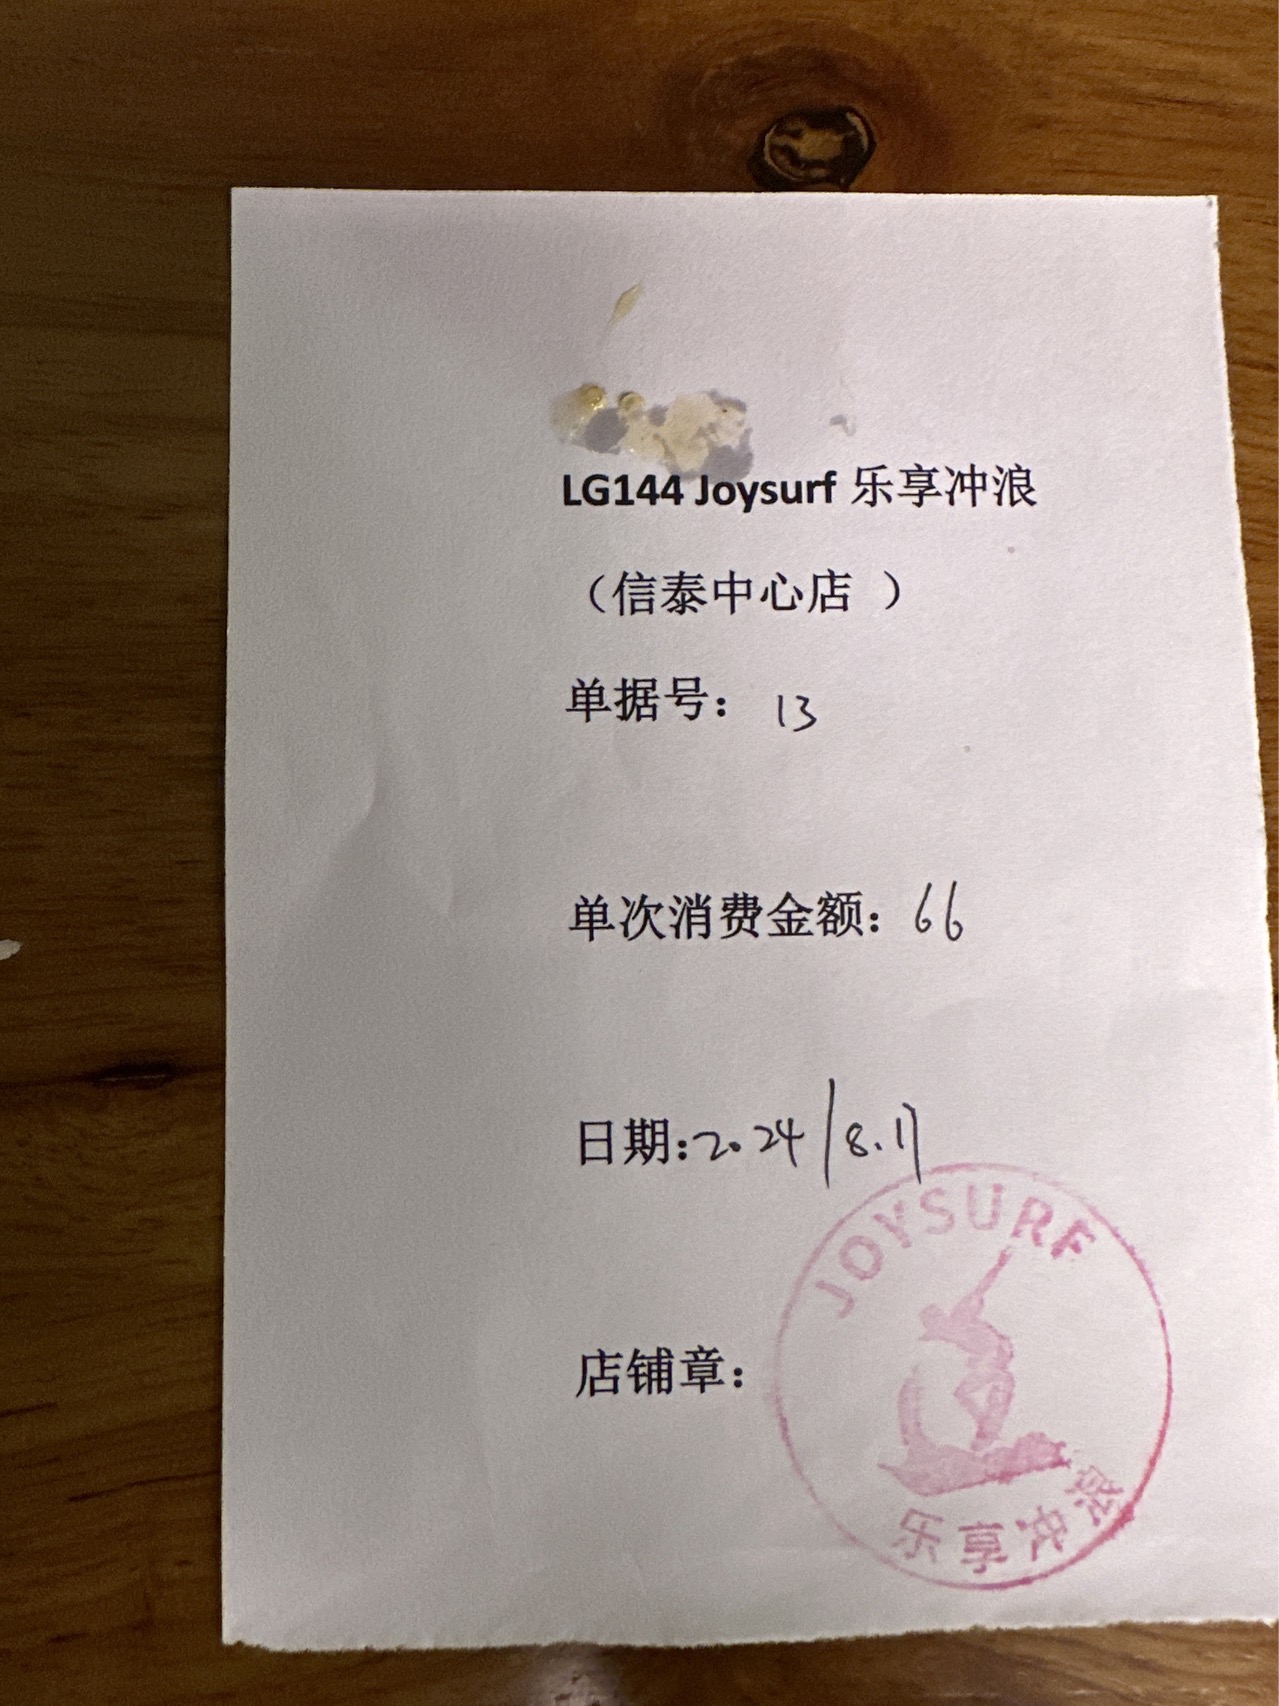 LG144 Joysurf 乐享冲浪
（信泰中心店 ）
单据号： 13
单次消费金额：66
日期:2024/8.17
店铺章：
JOYSURF
乐享冲浪